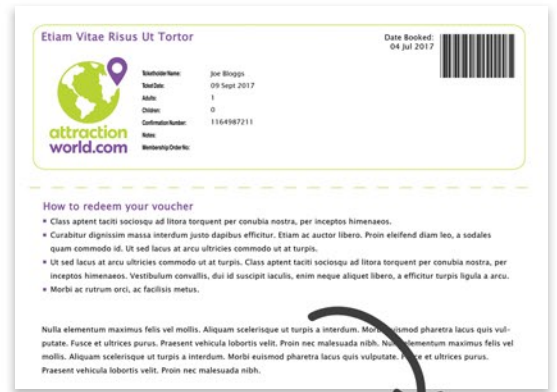 Etiam Vitae Risus Ut Tortor
Date Booked:
04 Jul 2017
attraction
world.com
Ticketholder Name: Joe Bloggs
Ticket Date: 09 Sept 2017
Adults: 1
Children: 0
Confirmation Number: 1164987211
Notes:
Membership Order No:
How to redeem your voucher
Class aptent taciti sociosqu ad litora torquent per conubia nostra, per inceptos himenaeos.
Curabitur dignissim massa interdum justo dapibus efficitur. Etiam ac auctor libero. Proin eleifend diam leo, a sodales
quam commodo id. Ut sed lacus at arcu ultricies commodo ut at turpis.
Ut sed lacus at arcu ultricies commodo ut at turpis. Class aptent taciti sociosqu ad litora torquent per conubia nostra, per
inceptos himenaeos. Vestibulum convallis, dui id suscipit iaculis, enim neque aliquet libero, a efficitur turpis ligula a arcu.
Morbi ac rutrum orci, ac facilisis metus.
Nulla elementum maximus felis vel mollis. Aliquam scelerisque ut turpis a interdum. Morbi euismod pharetra lacus quis vul-
putate. Fusce et ultrices purus. Praesent vehicula lobortis velit. Proin nec malesuada nibh. Nulla elementum maximus felis vel
mollis. Aliquam scelerisque ut turpis a interdum. Morbi euismod pharetra lacus quis vulputate. Fusce et ultrices purus.
Praesent vehicula lobortis velit. Proin nec malesuada nibh.